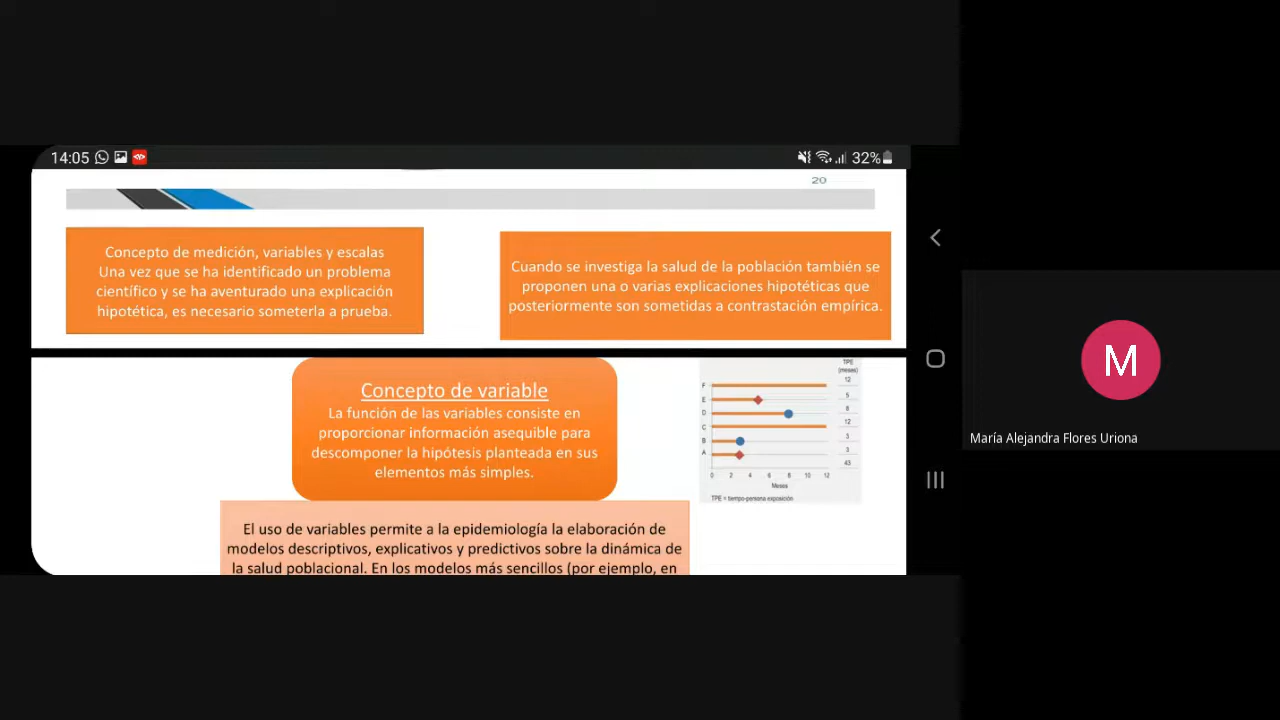 14:05
32%
20
Concepto de medición, variables y escalas
Una vez que se ha identificado un problema
científico y se ha aventurado una explicación
hipotética, es necesario someterla a prueba.
Cuando se investiga la salud de la población también se
proponen una o varias explicaciones hipotéticas que
posteriormente son sometidas a contrastación empírica.
Concepto de variable
La función de las variables consiste en
proporcionar información asequible para
descomponer la hipótesis planteada en sus
elementos más simples.
TPE
(meses)
F 12
E 5
D 8
C 12
B 3
A 3
43
0 2 4 6 8 10 12
Meses
TPE = tiempo-persona exposición
El uso de variables permite a la epidemiología la elaboración de
modelos descriptivos, explicativos y predictivos sobre la dinámica de
la salud poblacional. En los modelos más sencillos (por ejemplo, en
M
María Alejandra Flores Uriona